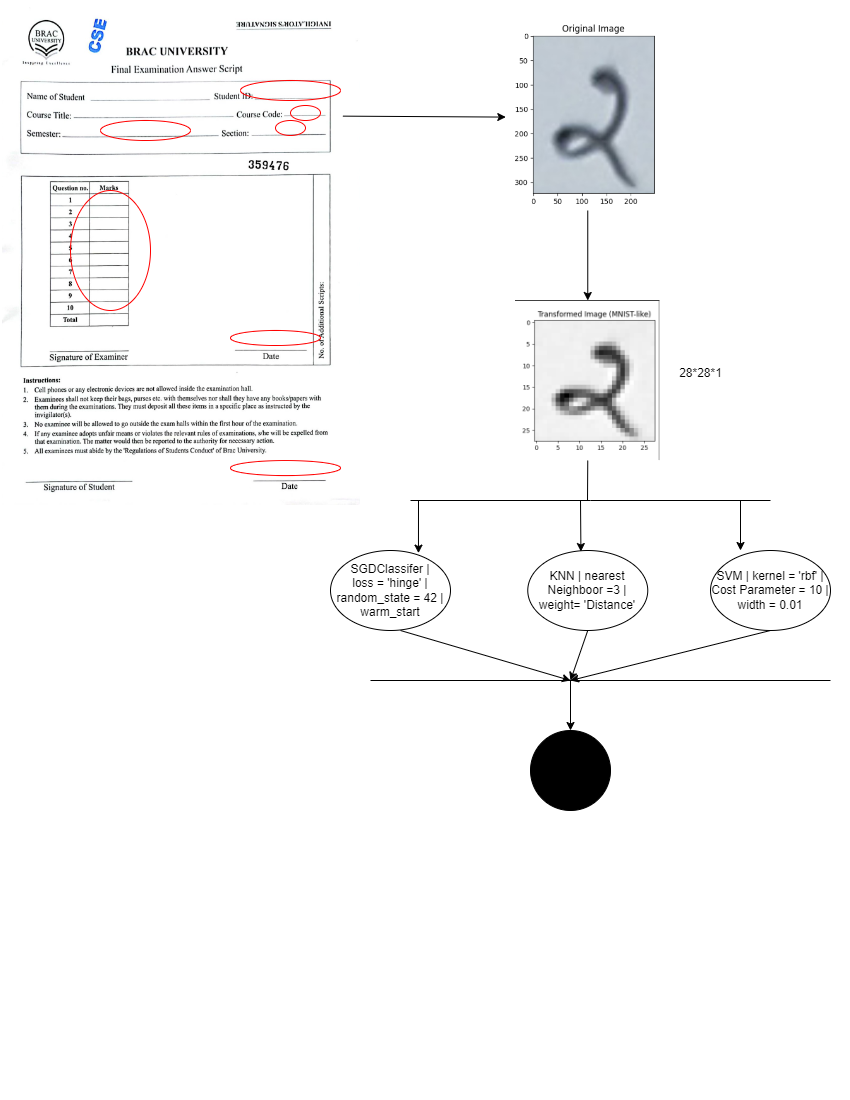 BRAC
UNIVERSITY
Inspiring Excellence
CSE
INVIGILATOR'S SIGNATURE
BRAC UNIVERSITY
Final Examination Answer Script
Name of Student Student ID:
Course Title: Course Code:
Semester: Section:
359476
Question no. Marks
1
2
3
4
5
6
7
8
9
10
Total
No. of Additional Scripts:
Signature of Examiner Date
Instructions:
1. Cell phones or any electronic devices are not allowed inside the examination hall.
2. Examinees shall not keep their bags, purses etc. with themselves nor shall they have any books/papers with
them during the examinations. They must deposit all these items in a specific place as instructed by the
invigilator(s).
3. No examinee will be allowed to go outside the exam halls within the first hour of the examination.
4. If any examinee adopts unfair means or violates the relevant rules of examinations, s/he will be expelled from
that examination. The matter would then be reported to the authority for necessary action.
5. All examinees must abide by the 'Regulations of Students Conduct' of Brac University.
Signature of Student Date
Original Image
0
50
100
150
200
250
300
0 50 100 150 200
2
Transformed Image (MNIST-like)
0
5
10
15
20
25
0 5 10 15 20 25
2
28*28*1
SGDClassifer |
loss = 'hinge' |
random_state = 42 |
warm_start
KNN | nearest
Neighboor =3 |
weight= 'Distance'
SVM | kernel = 'rbf' |
Cost Parameter = 10 |
width = 0.01